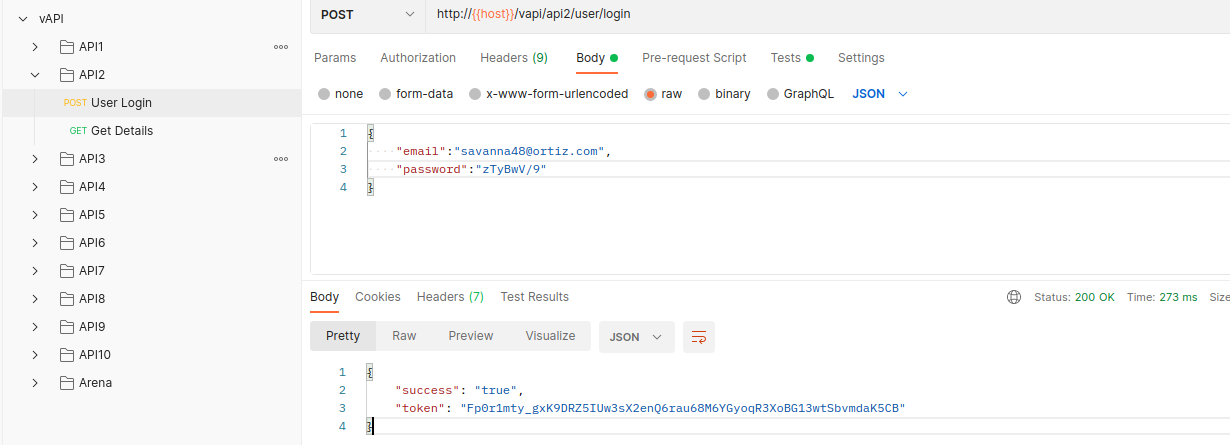 vAPI
API1
API2
POST User Login
GET Get Details
API3
API4
API5
API6
API7
API8
API9
API10
Arena
POST http://{{host}}/vapi/api2/user/login
Params Authorization Headers (9) Body Pre-request Script Tests Settings
none form-data x-www-form-urlencoded raw binary GraphQL JSON
1 {
2 "email":"savanna48@ortiz.com",
3 "password":"zTyBwV/9"
4 }
Body Cookies Headers (7) Test Results Status: 200 OK Time: 273 ms Size
Pretty Raw Preview Visualize JSON
1 {
2 "success": "true",
3 "token": "Fp0r1mty_gxK9DRZ5IUw3sX2enQ6rau68M6YGyoqR3XoBG13wtSbvmdaK5CB"
4 }